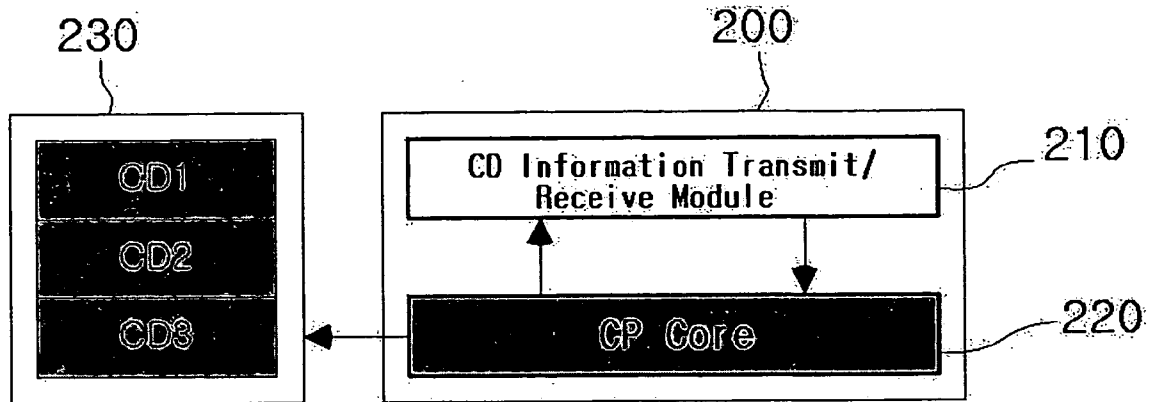 230
200
CD1
CD2
CD3
CD Information Transmit/
Receive Module
210
CP Core
220